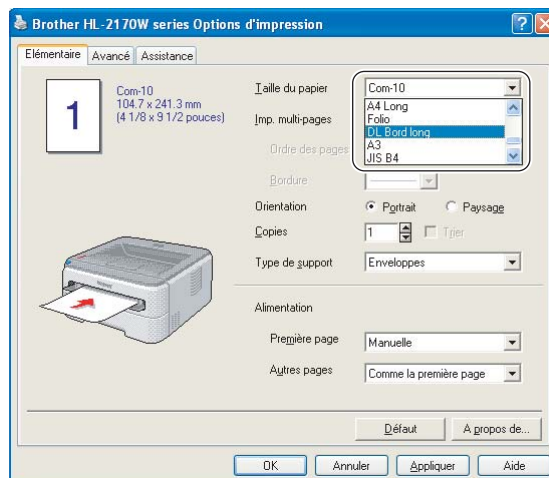 Brother HL-2170W series Options d'impression
Elémentaire Avancé Assistance
1
Com-10
104.7 x 241.3 mm
(4 1/8 x 9 1/2 pouces)
Taille du papier Com-10
A4 Long
Folio
DL Bord long
A3
JIS B4
Imp. multi-pages
Ordre des pages
Bordure
Orientation Portrait Paysage
Copies 1 Trier
Type de support Enveloppes
Alimentation
Première page Manuelle
Autres pages Comme la première page
Défaut A propos de...
OK Annuler Appliquer Aide